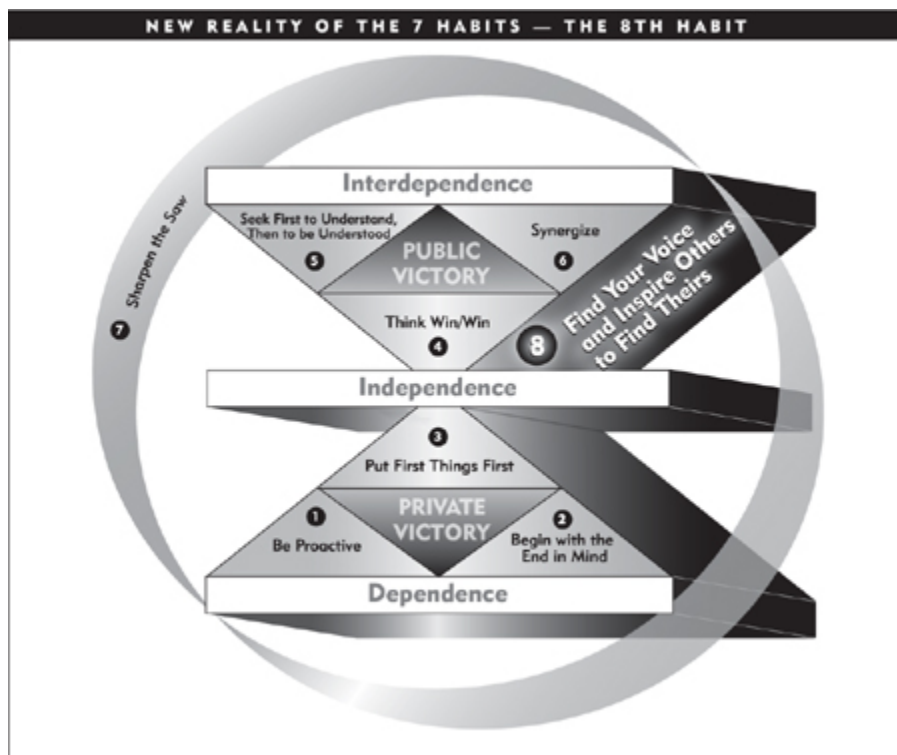 NEW REALITY OF THE 7 HABITS — THE 8TH HABIT
Interdependence
Seek First to Understand,
Then to be Understood
5
PUBLIC
VICTORY
Synergize
6
Think Win/Win
4
8
Find Your Voice
and Inspire Others
to Find Theirs
7
Sharpen the Saw
Independence
3
Put First Things First
1
Be Proactive
PRIVATE
VICTORY
2
Begin with the
End in Mind
Dependence